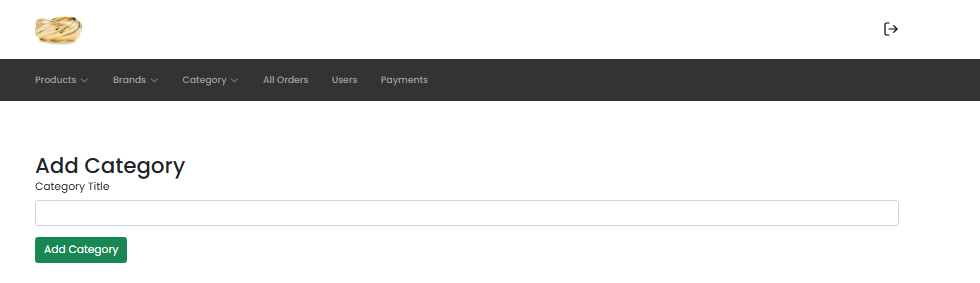 Products Brands Category All Orders Users Payments
Add Category
Category Title
Add Category